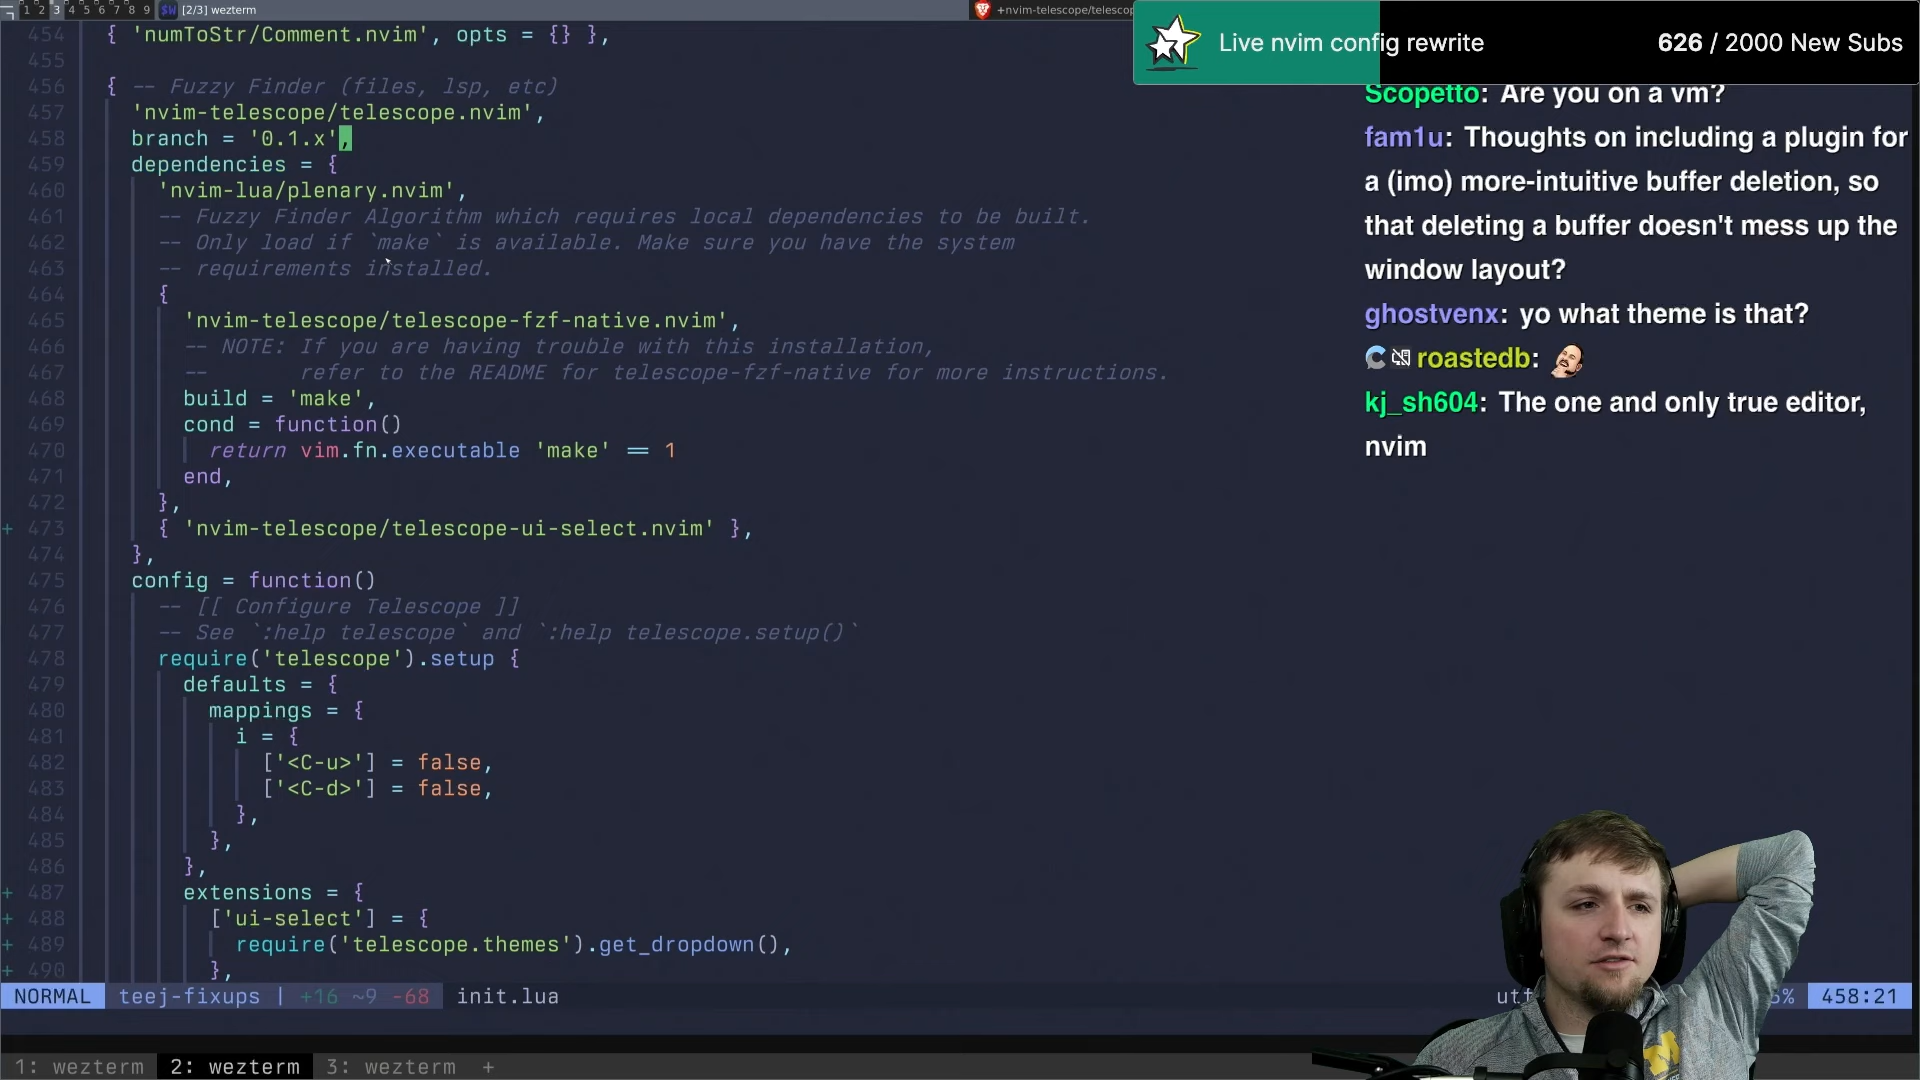 1 2 3 4 5 6 7 8 9 $W [2/3] wezterm
+nvim-telescope/telescop
Live nvim config rewrite 626 / 2000 New Subs
454 { 'numToStr/Comment.nvim', opts = {} },
455
456 { -- Fuzzy Finder (files, lsp, etc)
457 'nvim-telescope/telescope.nvim',
458 branch = '0.1.x',
459 dependencies = {
460 'nvim-lua/plenary.nvim',
461 -- Fuzzy Finder Algorithm which requires local dependencies to be built.
462 -- Only load if `make` is available. Make sure you have the system
463 -- requirements installed.
464 {
465 'nvim-telescope/telescope-fzf-native.nvim',
466 -- NOTE: If you are having trouble with this installation,
467 -- refer to the README for telescope-fzf-native for more instructions.
468 build = 'make',
469 cond = function()
470 return vim.fn.executable 'make' == 1
471 end,
472 },
+ 473 { 'nvim-telescope/telescope-ui-select.nvim' },
474 },
475 config = function()
476 -- [[ Configure Telescope ]]
477 -- See `:help telescope` and `:help telescope.setup()`
478 require('telescope').setup {
479 defaults = {
480 mappings = {
481 i = {
482 ['<C-u>'] = false,
483 ['<C-d>'] = false,
484 },
485 },
486 },
+ 487 extensions = {
+ 488 ['ui-select'] = {
+ 489 require('telescope.themes').get_dropdown(),
+ 490 },
Scopetto: Are you on a vm?
fam1u: Thoughts on including a plugin for
a (imo) more-intuitive buffer deletion, so
that deleting a buffer doesn't mess up the
window layout?
ghostvenx: yo what theme is that?
roastedb:
kj_sh604: The one and only true editor,
nvim
NORMAL teej-fixups | +16 ~9 -68 init.lua 458:21
1: wezterm 2: wezterm 3: wezterm +